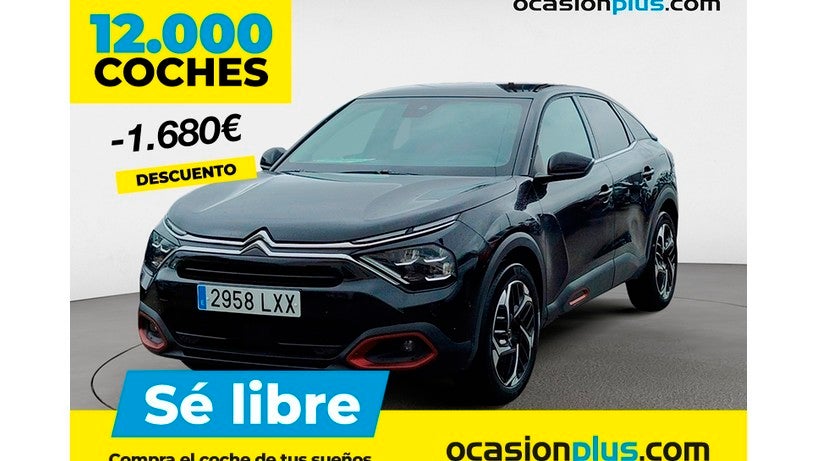 ocasionplus.com
12.000
COCHES
-1.680€
DESCUENTO
2958 LXX
Sé libre
Compra el coche de tus sueños
ocasionplus.com